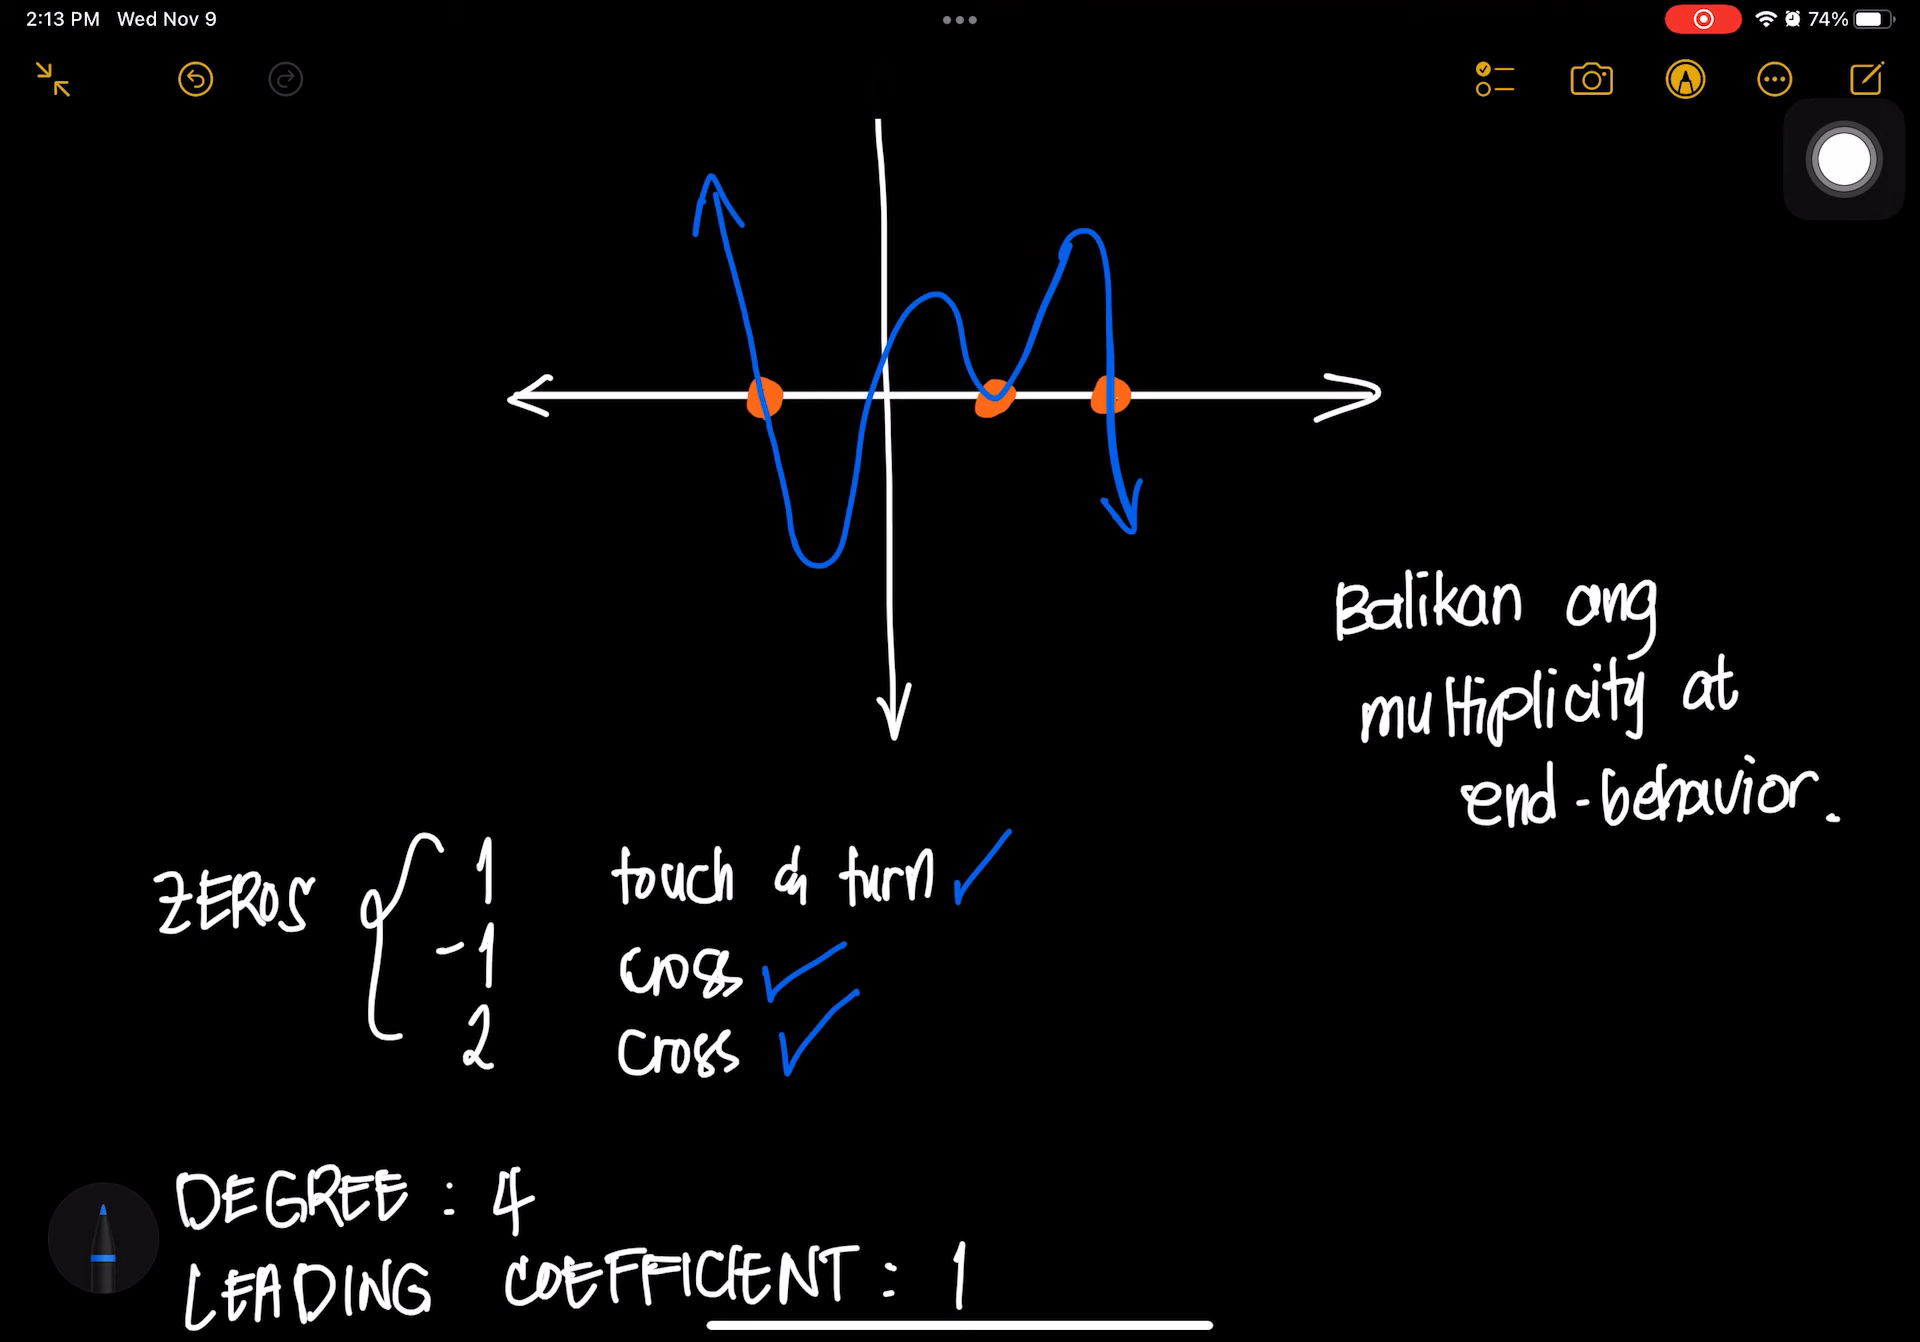 2:13 PM Wed Nov 9
74%
Balikan ang
multiplicity at
end-behavior.
ZEROS
1 touch & turn
-1 cross
2 cross
DEGREE : 4
LEADING COEFFICIENT : 1